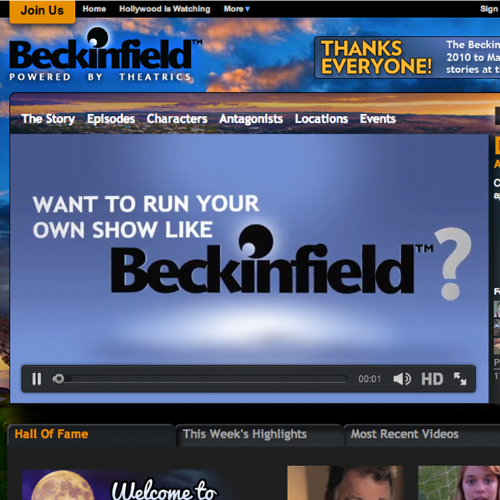 Join Us Home Hollywood is Watching More▼ Sign
Beckinfield™
POWERED BY THEATRICS
THANKS
EVERYONE!
The Beckin
2010 to Ma
stories at t
The Story Episodes Characters Antagonists Locations Events
WANT TO RUN YOUR
OWN SHOW LIKE
Beckinfield™?
00:01 HD
Hall Of Fame This Week's Highlights Most Recent Videos
Welcome to